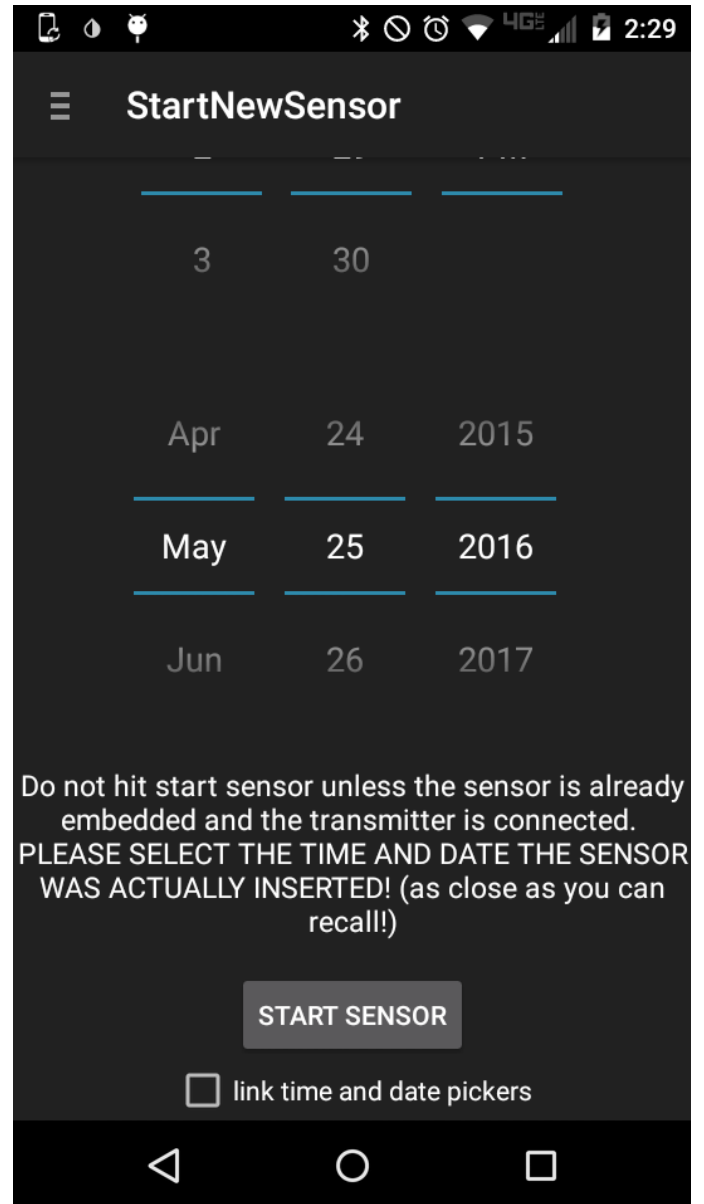 4G LTE 2:29
StartNewSensor
3 30
Apr 24 2015
May 25 2016
Jun 26 2017
Do not hit start sensor unless the sensor is already
embedded and the transmitter is connected.
PLEASE SELECT THE TIME AND DATE THE SENSOR
WAS ACTUALLY INSERTED! (as close as you can
recall!)
START SENSOR
link time and date pickers